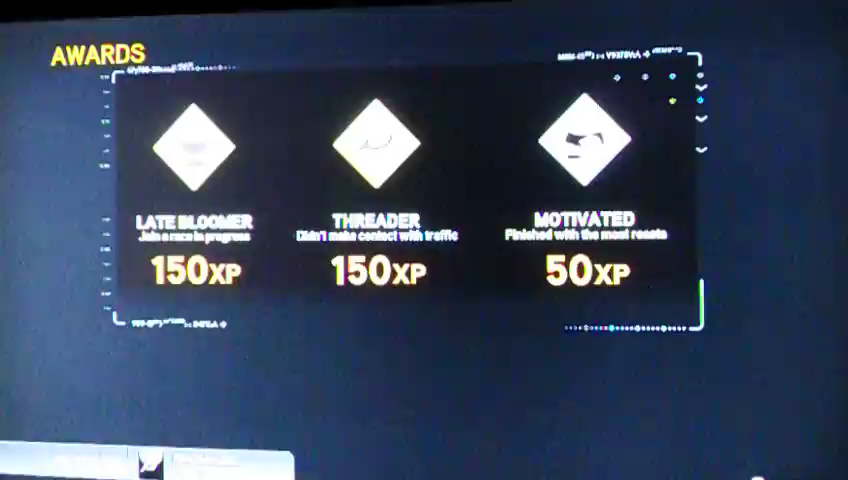 AWARDS
LATE BLOOMER
Join a race in progress
150XP
THREADER
Didn't make contact with traffic
150XP
MOTIVATED
Finished with the most resets
50XP